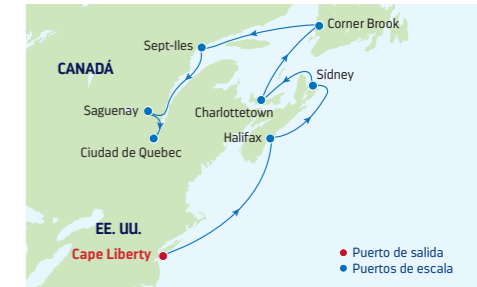 Corner Brook
Sept-Iles
CANADÁ
Sídney
Saguenay
Charlottetown
Halifax
Ciudad de Quebec
EE. UU.
Cape Liberty
Puerto de salida
Puertos de escala